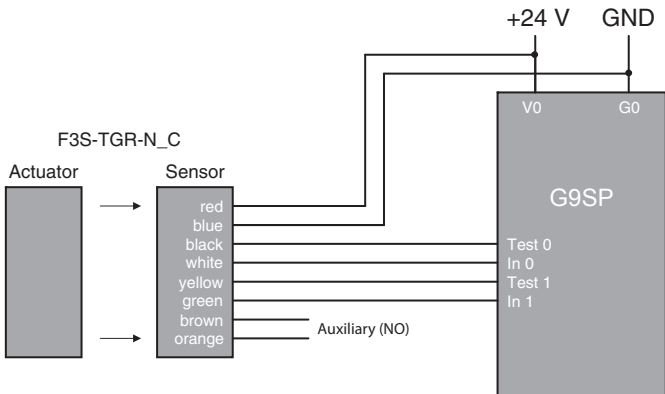 +24 V GND
V0 G0
F3S-TGR-N_C
Actuator Sensor
G9SP
red
blue
black Test 0
white In 0
yellow Test 1
green In 1
brown
Auxiliary (NO)
orange